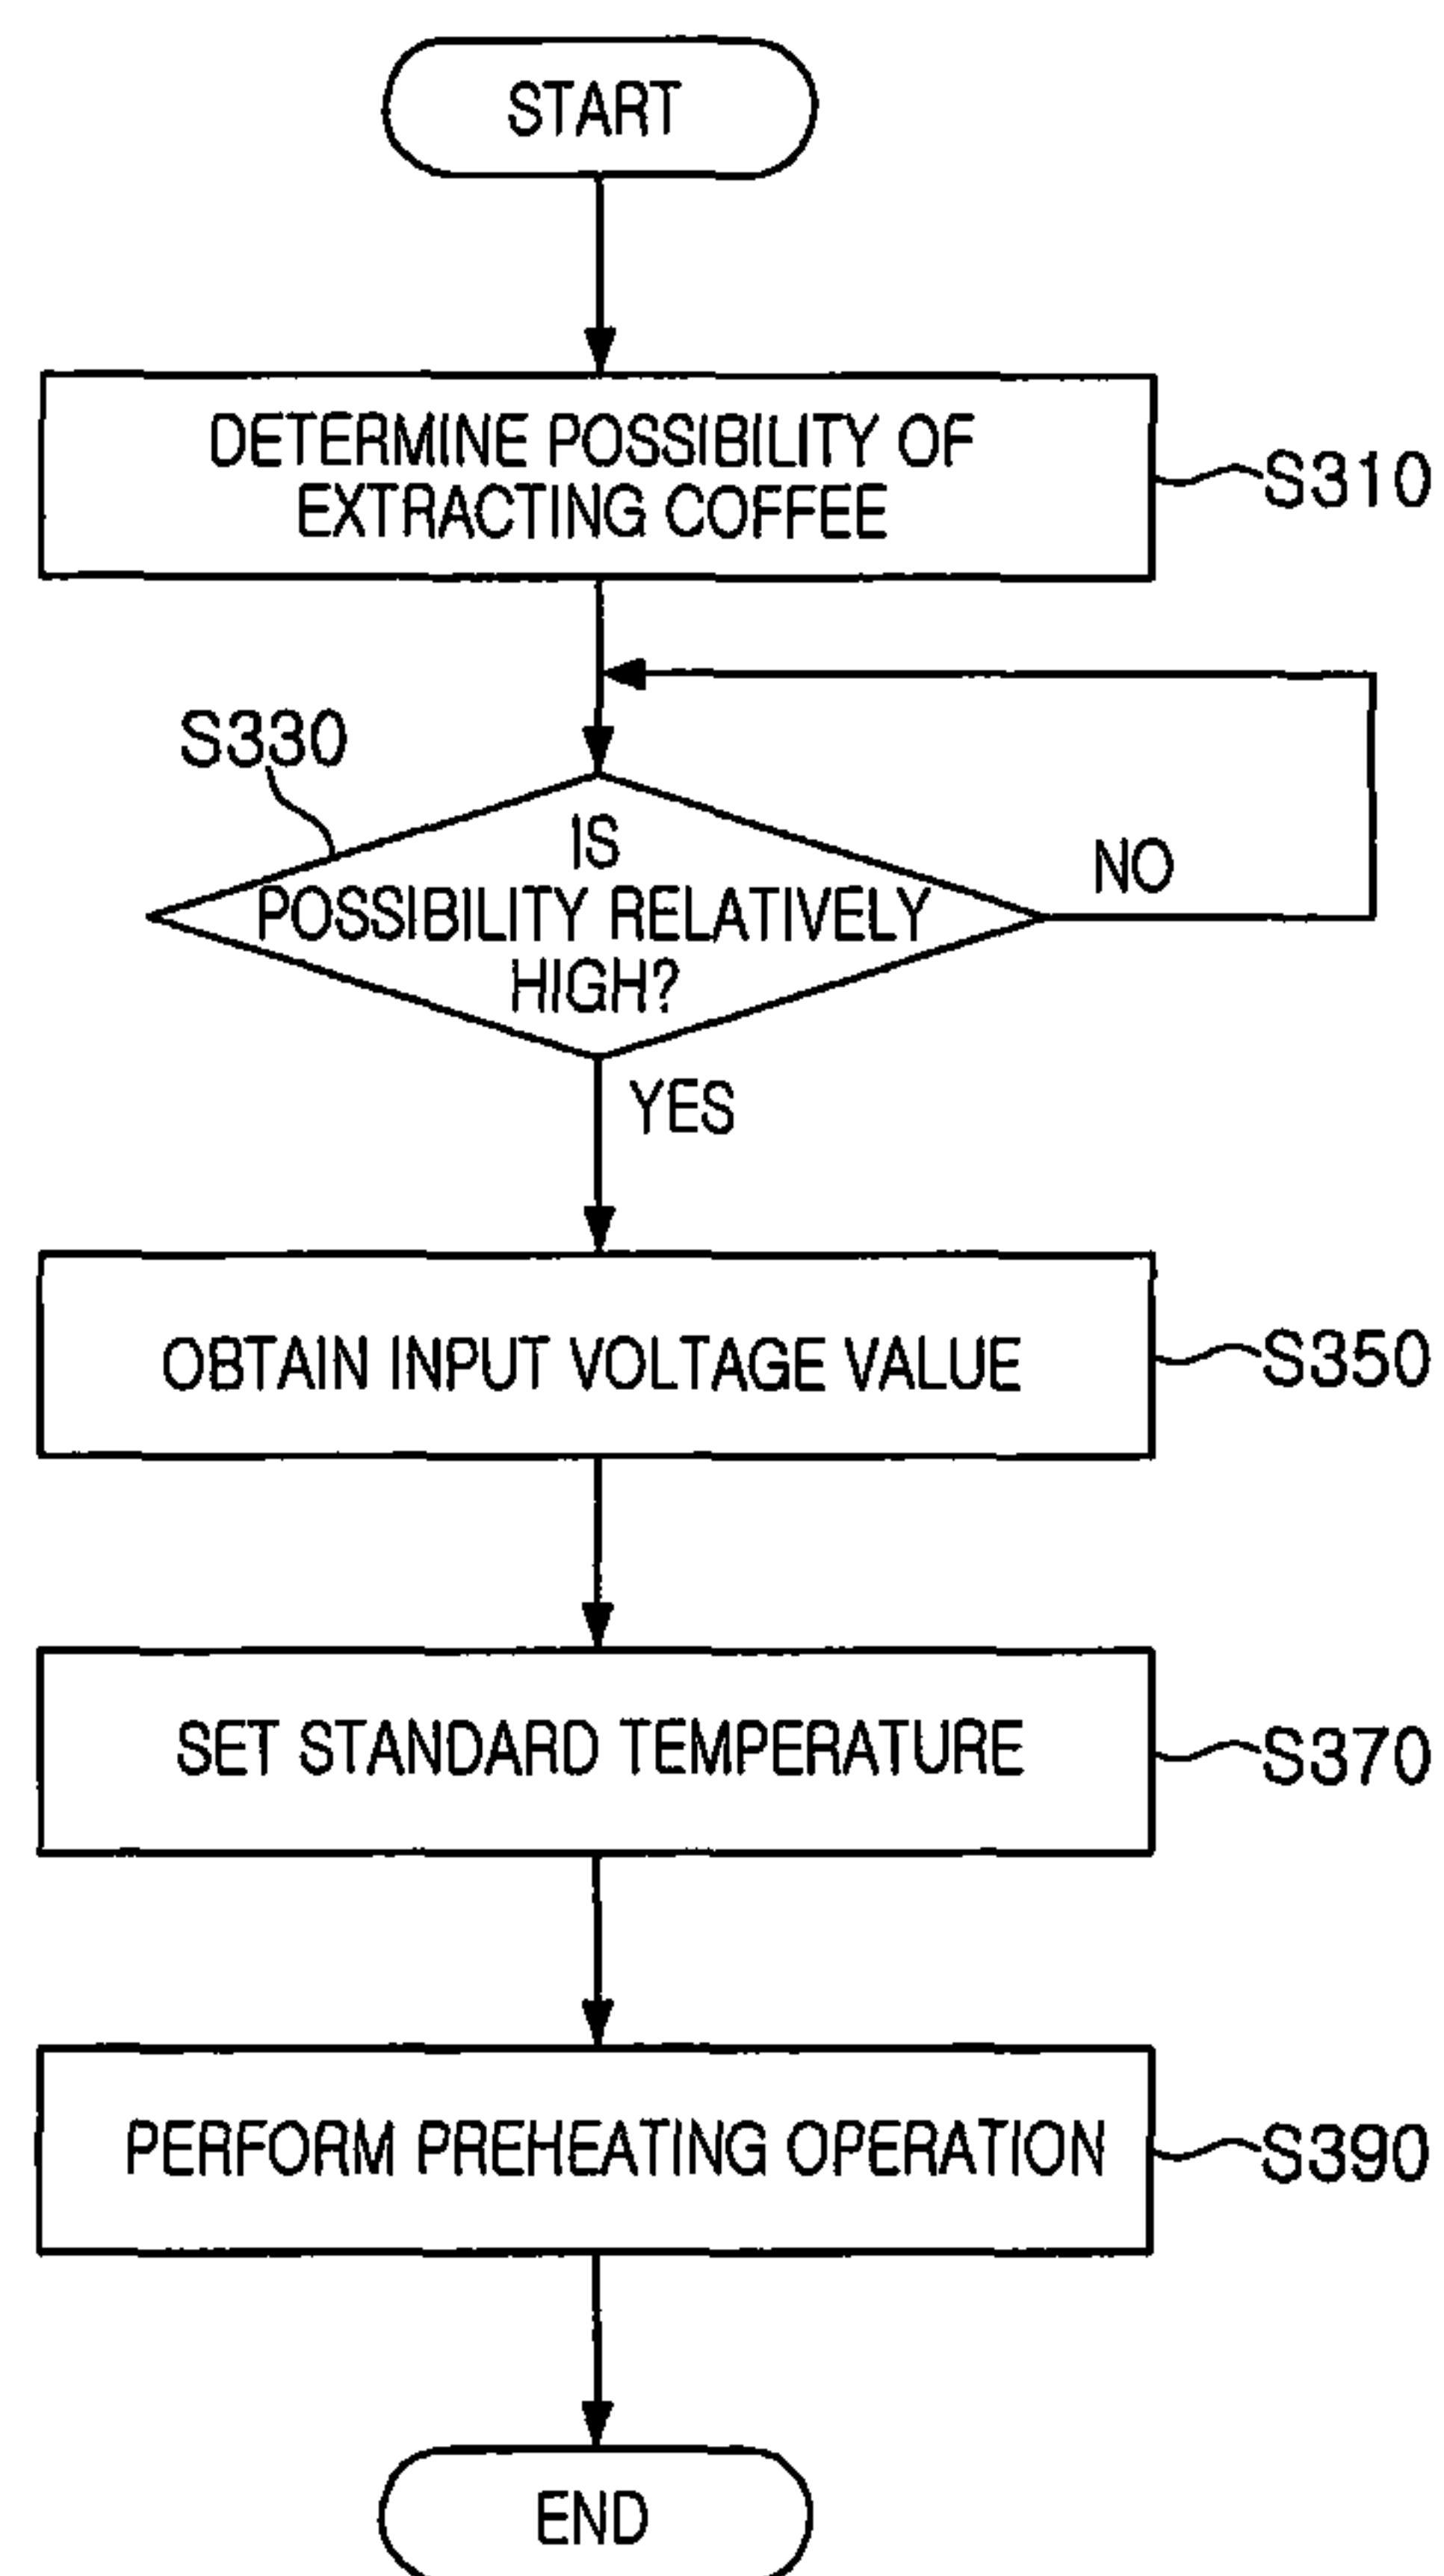 START
DETERMINE POSSIBILITY OF
EXTRACTING COFFEE
S310
S330
IS
POSSIBILITY RELATIVELY
HIGH?
NO
YES
OBTAIN INPUT VOLTAGE VALUE
S350
SET STANDARD TEMPERATURE
S370
PERFORM PREHEATING OPERATION
S390
END